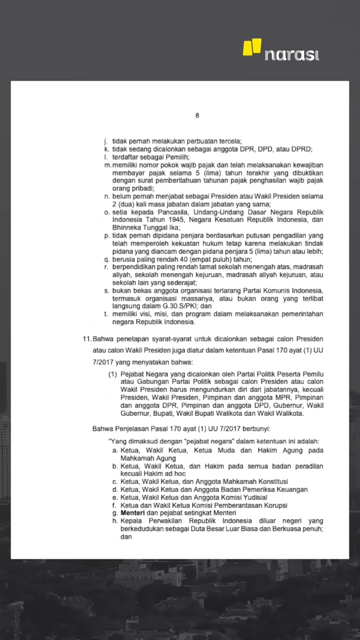 narasi
8
j. tidak pernah melakukan perbuatan tercela;
k. tidak sedang dicalonkan sebagai anggota DPR, DPD, atau DPRD;
l. terdaftar sebagai Pemilih;
m. memiliki nomor pokok wajib pajak dan telah melaksanakan kewajiban
membayar pajak selama 5 (lima) tahun terakhir yang dibuktikan
dengan surat pemberitahuan tahunan pajak penghasilan wajib pajak
orang pribadi;
n. belum pernah menjabat sebagai Presiden atau Wakil Presiden selama
2 (dua) kali masa jabatan dalam jabatan yang sama;
o. setia kepada Pancasila, Undang-Undang Dasar Negara Republik
Indonesia Tahun 1945, Negara Kesatuan Republik Indonesia, dan
Bhinneka Tunggal Ika;
p. tidak pernah dipidana penjara berdasarkan putusan pengadilan yang
telah memperoleh kekuatan hukum tetap karena melakukan tindak
pidana yang diancam dengan pidana penjara 5 (lima) tahun atau lebih;
q. berusia paling rendah 40 (empat puluh) tahun;
r. berpendidikan paling rendah tamat sekolah menengah atas, madrasah
aliyah, sekolah menengah kejuruan, madrasah aliyah kejuruan, atau
sekolah lain yang sederajat;
s. bukan bekas anggota organisasi terlarang Partai Komunis Indonesia,
termasuk organisasi massanya, atau bukan orang yang terlibat
langsung dalam G.30.S/PKI; dan
t. memiliki visi, misi, dan program dalam melaksanakan pemerintahan
negara Republik Indonesia.
11. Bahwa penetapan syarat-syarat untuk dicalonkan sebagai calon Presiden
atau calon Wakil Presiden juga diatur dalam ketentuan Pasal 170 ayat (1) UU
7/2017 yang menyatakan bahwa:
(1) Pejabat Negara yang dicalonkan oleh Partai Politik Peserta Pemilu
atau Gabungan Partai Politik sebagai calon Presiden atau calon
Wakil Presiden harus mengundurkan diri dari jabatannya, kecuali
Presiden, Wakil Presiden, Pimpinan dan anggota MPR, Pimpinan
dan anggota DPR, Pimpinan dan anggota DPD, Gubernur, Wakil
Gubernur, Bupati, Wakil Bupati Walikota dan Wakil Walikota.
Bahwa Penjelasan Pasal 170 ayat (1) UU 7/2017 berbunyi:
"Yang dimaksud dengan "pejabat negara" dalam ketentuan ini adalah:
a. Ketua, Wakil Ketua, Ketua Muda dan Hakim Agung pada
Mahkamah Agung
b. Ketua, Wakil Ketua, dan Hakim pada semua badan peradilan
kecuali Hakim ad hoc
c. Ketua, Wakil Ketua, dan Anggota Mahkamah Konstitusi
d. Ketua, Wakil Ketua, dan Anggota Badan Pemeriksa Keuangan
e. Ketua, Wakil Ketua, dan Anggota Komisi Yudisial
f. Ketua dan Wakil Ketua Komisi Pemberantasan Korupsi
g. Menteri dan pejabat setingkat Menteri
h. Kepala Perwakilan Republik Indonesia diluar negeri yang
berkedudukan sebagai Duta Besar Luar Biasa dan Berkuasa penuh;
dan